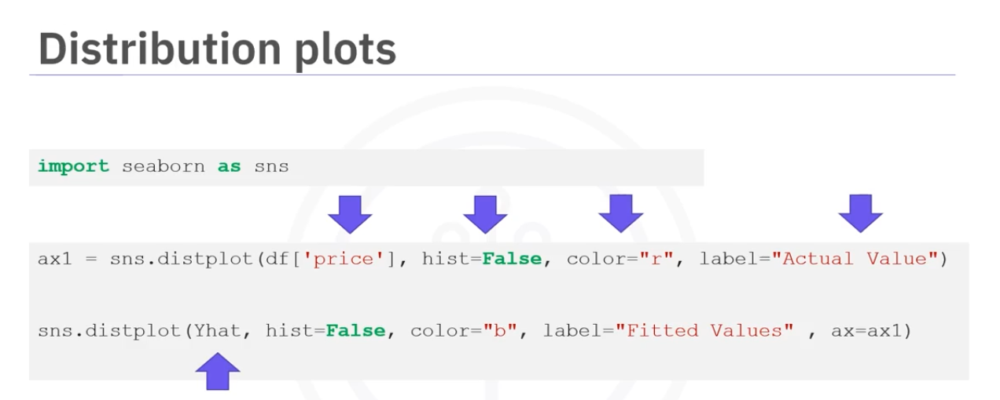 Distribution plots
import seaborn as sns
ax1 = sns.distplot(df['price'], hist=False, color="r", label="Actual Value")
sns.distplot(Yhat, hist=False, color="b", label="Fitted Values" , ax=ax1)